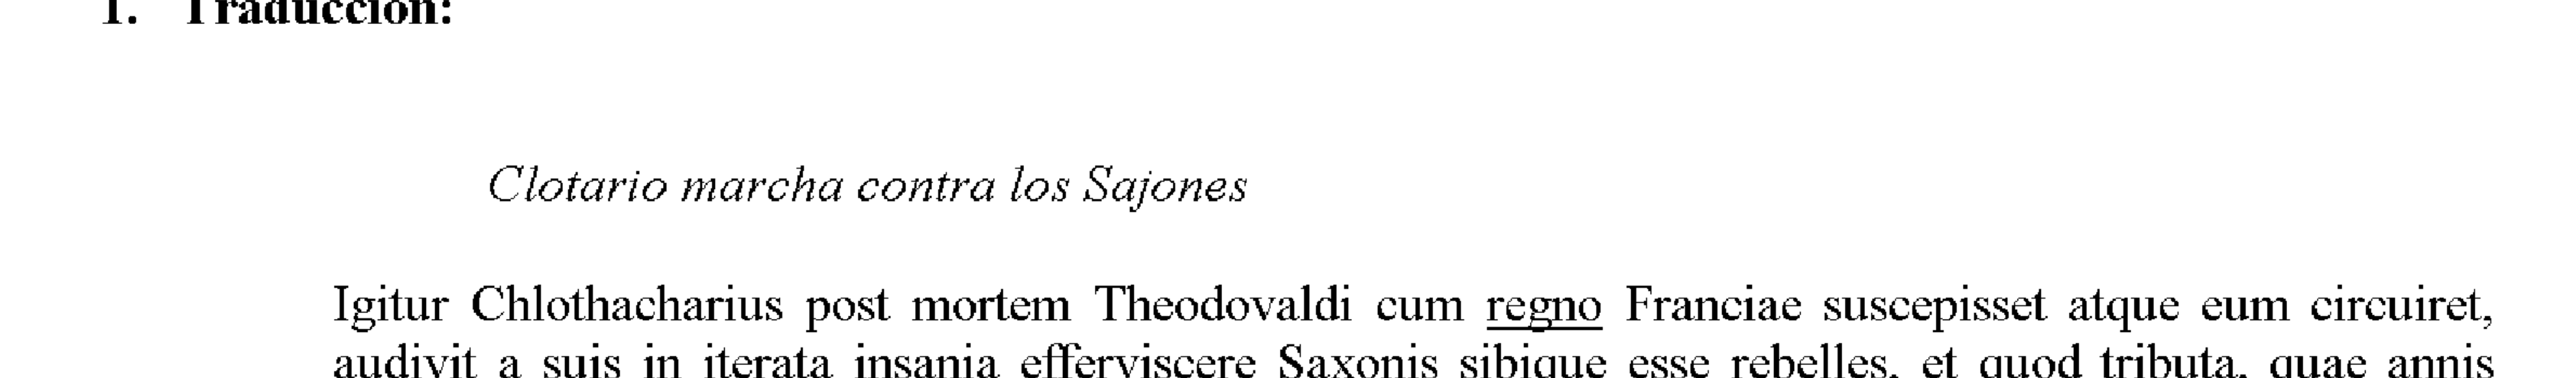 1. Traducción:
Clotario marcha contra los Sajones
Igitur Chlothacharius post mortem Theodovaldi cum regno Franciae suscepisset atque eum circuiret,
audivit a suis in iterata insania efferviscere Saxonis sibique esse rebelles, et quod tributa, quae annis